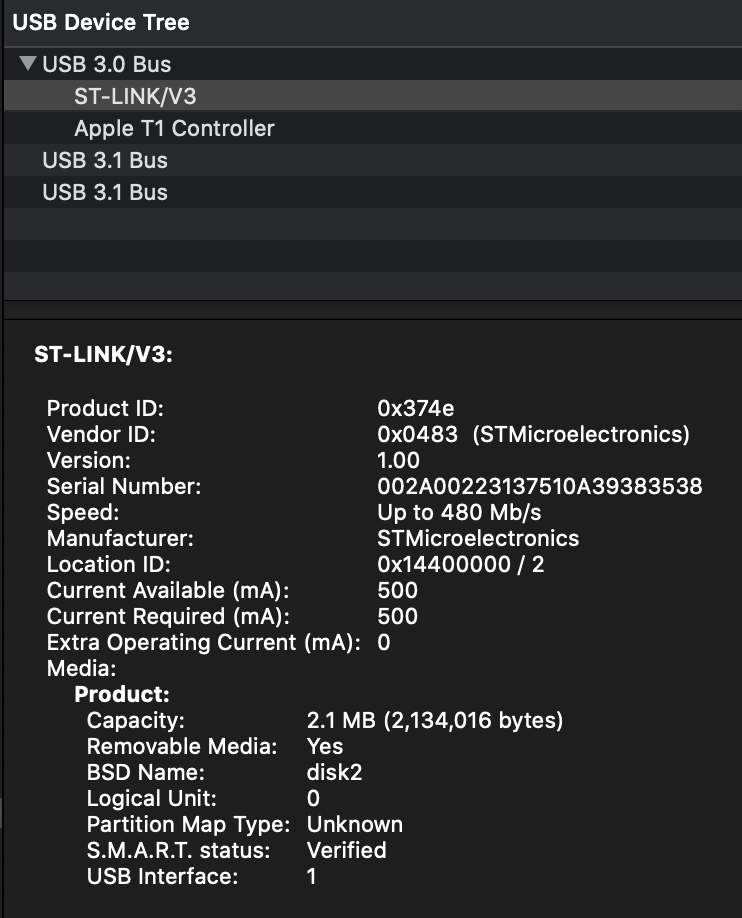 USB Device Tree
USB 3.0 Bus
ST-LINK/V3
Apple T1 Controller
USB 3.1 Bus
USB 3.1 Bus
ST-LINK/V3:
Product ID: 0x374e
Vendor ID: 0x0483 (STMicroelectronics)
Version: 1.00
Serial Number: 002A00223137510A39383538
Speed: Up to 480 Mb/s
Manufacturer: STMicroelectronics
Location ID: 0x14400000 / 2
Current Available (mA): 500
Current Required (mA): 500
Extra Operating Current (mA): 0
Media:
Product:
Capacity: 2.1 MB (2,134,016 bytes)
Removable Media: Yes
BSD Name: disk2
Logical Unit: 0
Partition Map Type: Unknown
S.M.A.R.T. status: Verified
USB Interface: 1